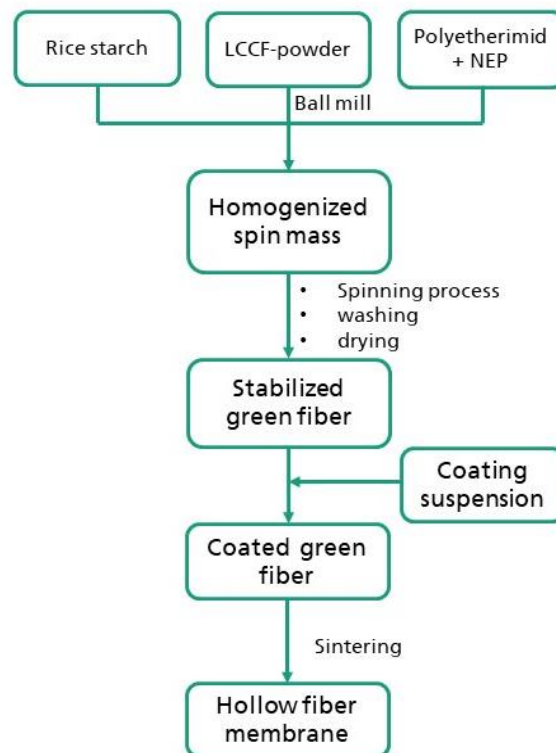 Rice starch
LCCF-powder
Polyetherimid
+ NEP
Ball mill
Homogenized
spin mass
• Spinning process
• washing
• drying
Stabilized
green fiber
Coating
suspension
Coated green
fiber
Sintering
Hollow fiber
membrane